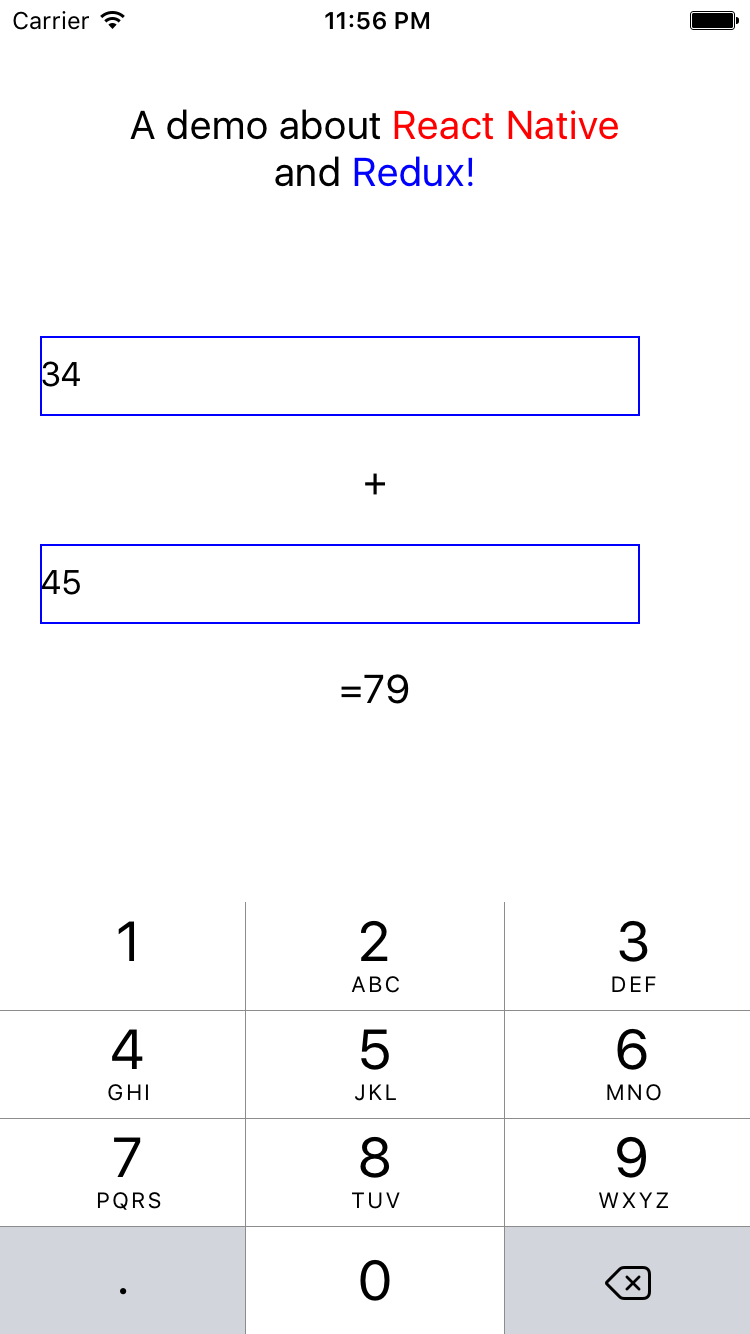 Carrier 11:56 PM
A demo about React Native
and Redux!
34
+
45
=79
1 2 3
ABC DEF
4 5 6
GHI JKL MNO
7 8 9
PQRS TUV WXYZ
. 0